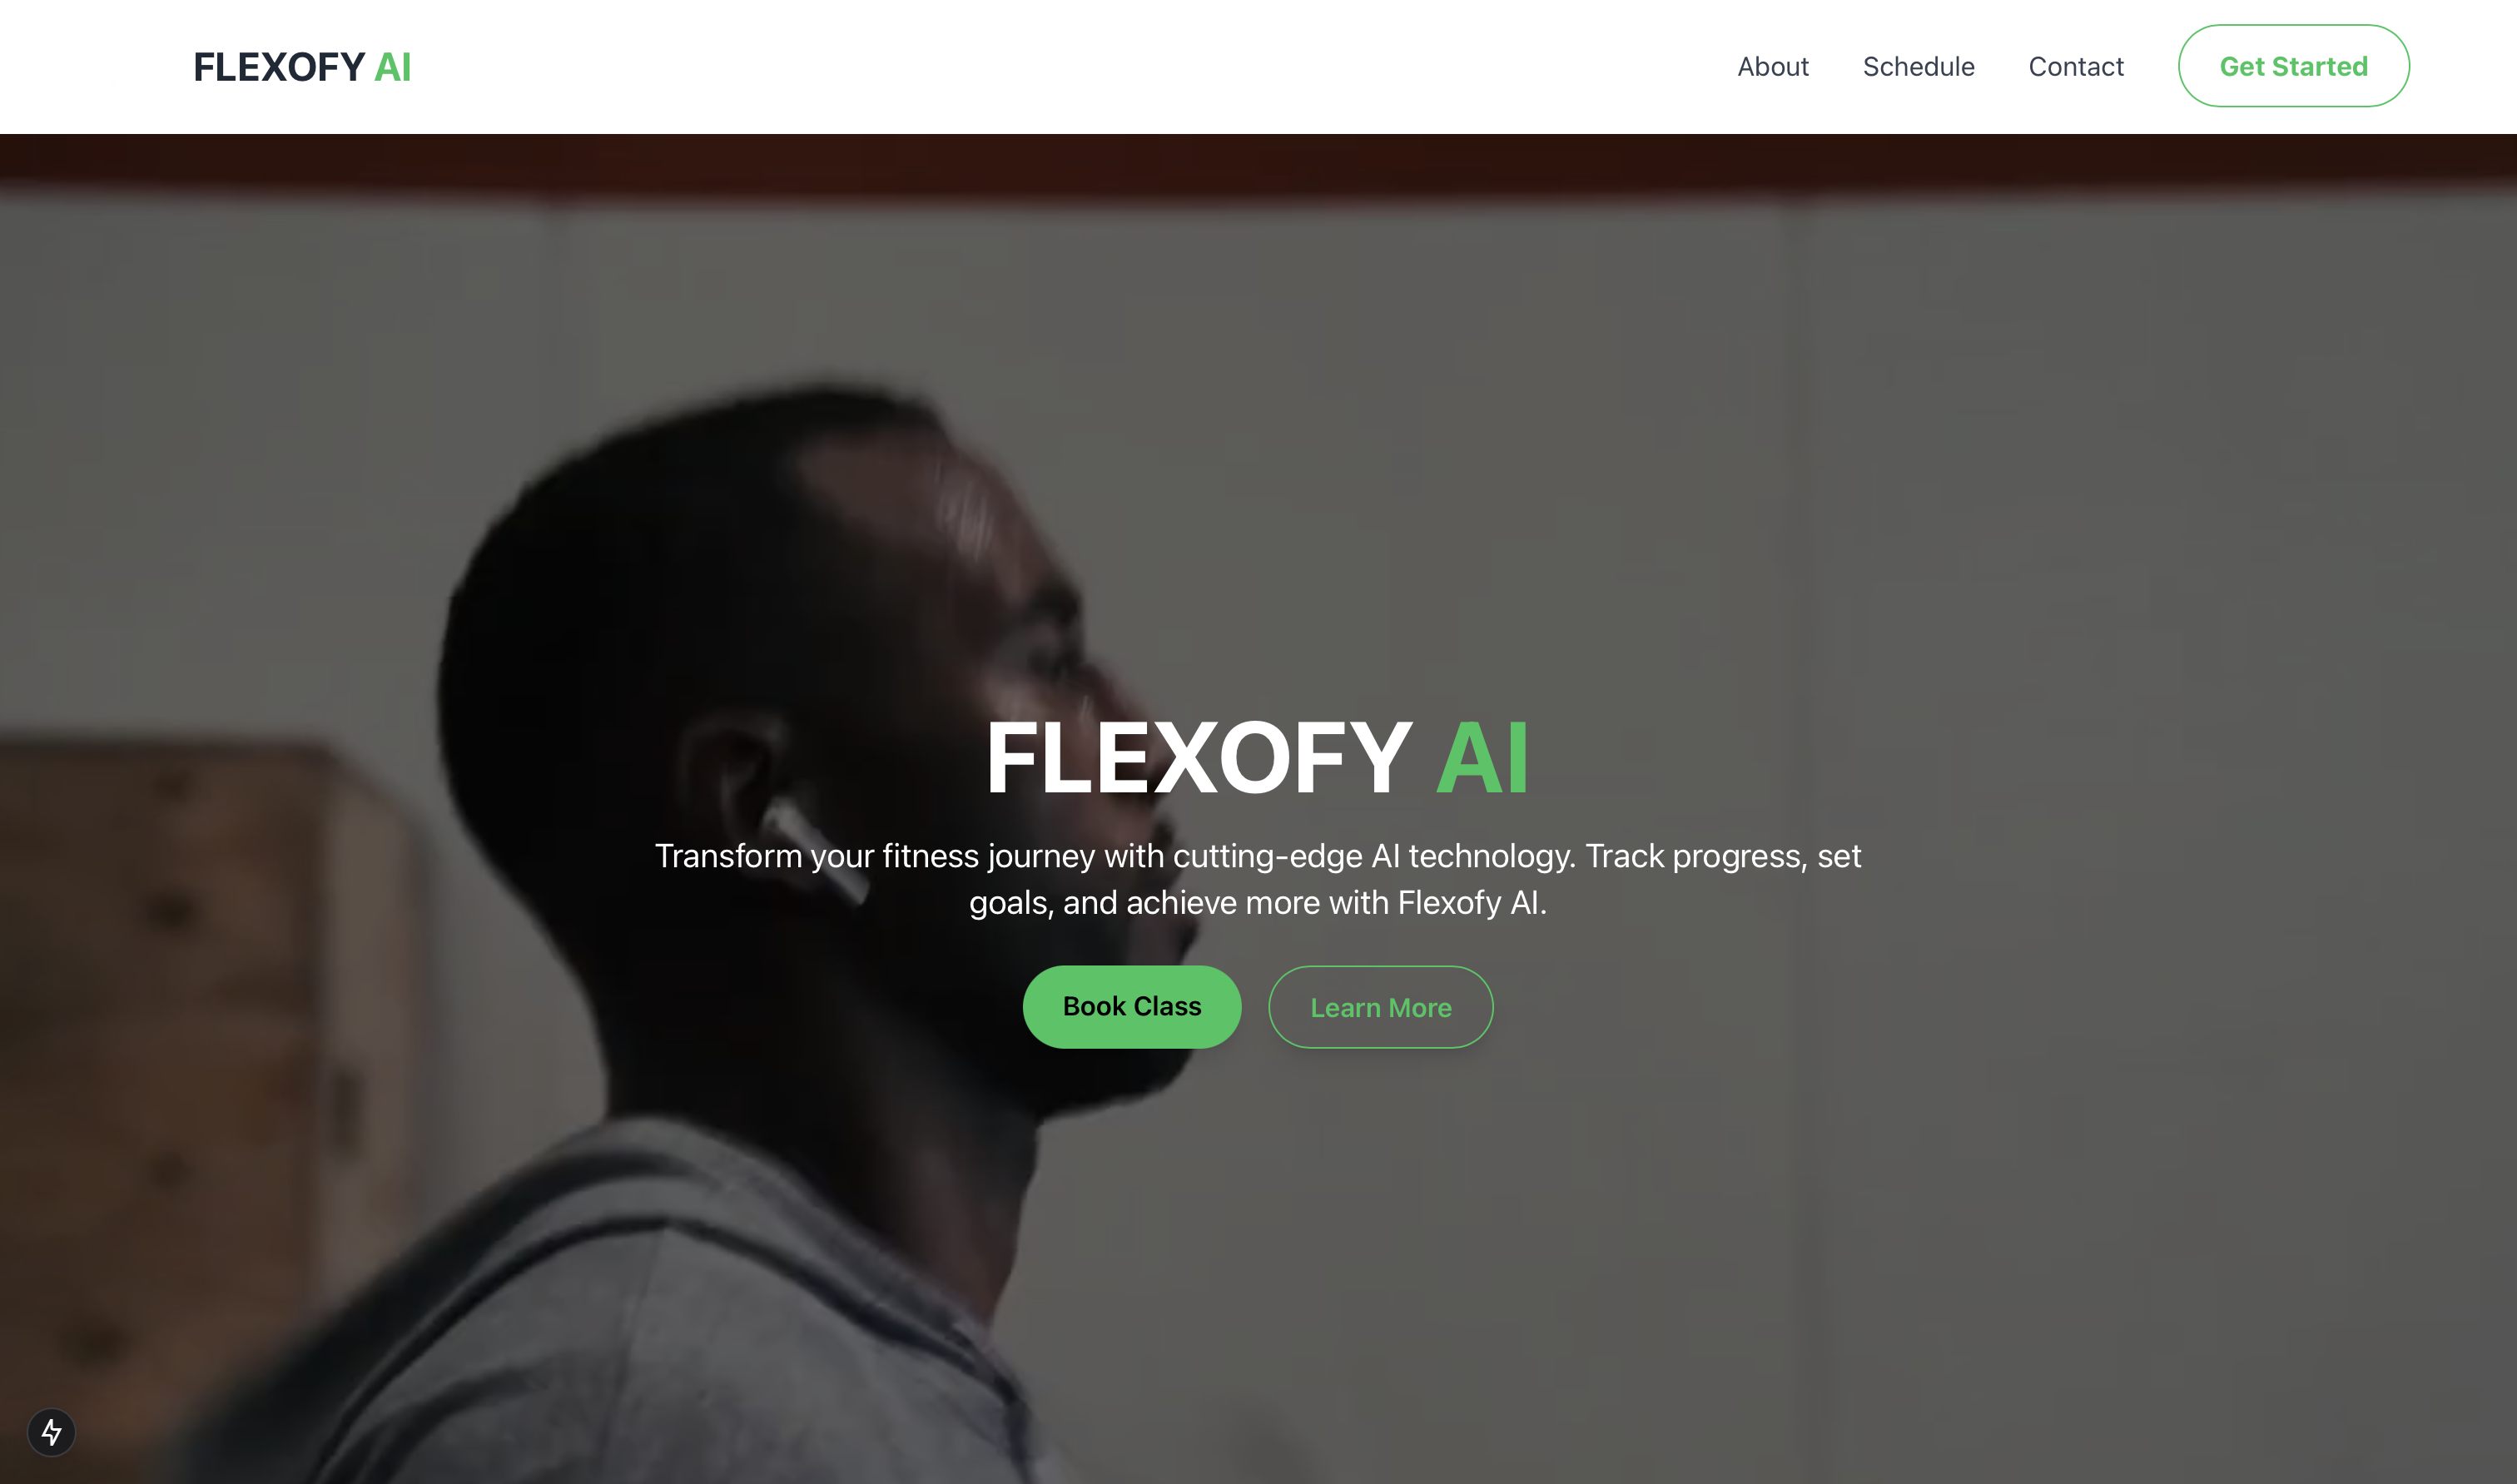 FLEXOFY AI
About
Schedule
Contact
Get Started
FLEXOFY AI
Transform your fitness journey with cutting-edge AI technology. Track progress, set
goals, and achieve more with Flexofy AI.
Book Class
Learn More